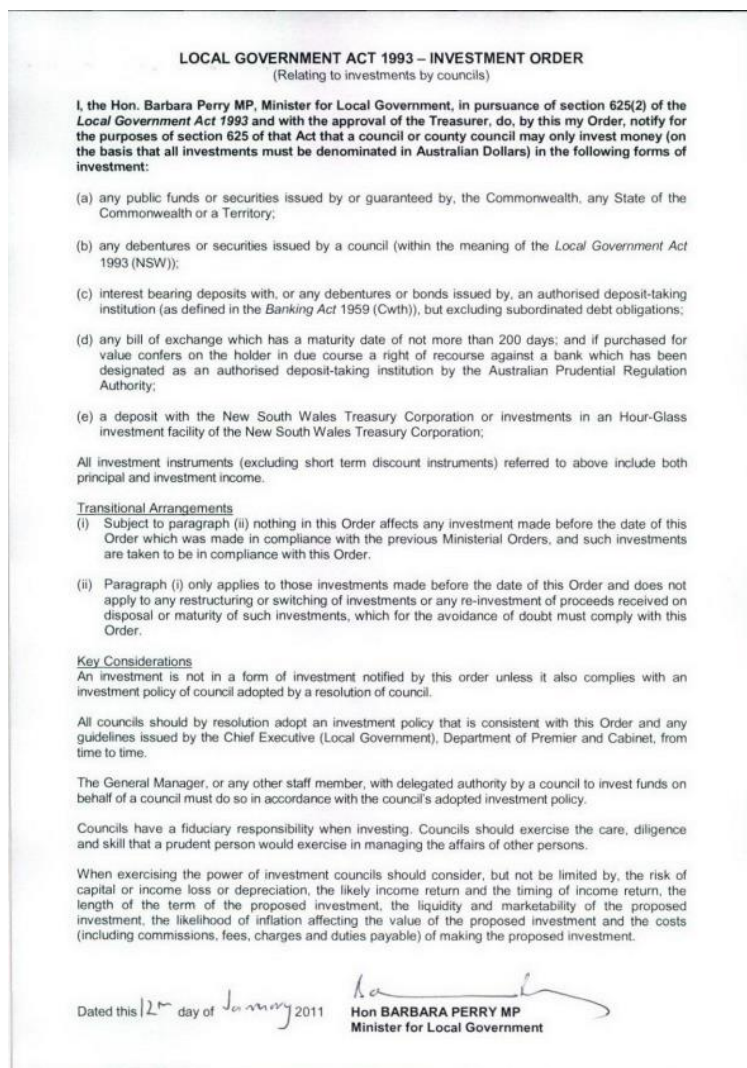 LOCAL GOVERNMENT ACT 1993 – INVESTMENT ORDER
(Relating to investments by councils)
I, the Hon. Barbara Perry MP, Minister for Local Government, in pursuance of section 625(2) of the
Local Government Act 1993 and with the approval of the Treasurer, do, by this my Order, notify for
the purposes of section 625 of that Act that a council or county council may only invest money (on
the basis that all investments must be denominated in Australian Dollars) in the following forms of
investment:
(a) any public funds or securities issued by or guaranteed by, the Commonwealth, any State of the
Commonwealth or a Territory;
(b) any debentures or securities issued by a council (within the meaning of the Local Government Act
1993 (NSW));
(c) interest bearing deposits with, or any debentures or bonds issued by, an authorised deposit-taking
institution (as defined in the Banking Act 1959 (Cwth)), but excluding subordinated debt obligations;
(d) any bill of exchange which has a maturity date of not more than 200 days; and if purchased for
value confers on the holder in due course a right of recourse against a bank which has been
designated as an authorised deposit-taking institution by the Australian Prudential Regulation
Authority;
(e) a deposit with the New South Wales Treasury Corporation or investments in an Hour-Glass
investment facility of the New South Wales Treasury Corporation;
All investment instruments (excluding short term discount instruments) referred to above include both
principal and investment income.
Transitional Arrangements
(i) Subject to paragraph (ii) nothing in this Order affects any investment made before the date of this
Order which was made in compliance with the previous Ministerial Orders, and such investments
are taken to be in compliance with this Order.
(ii) Paragraph (i) only applies to those investments made before the date of this Order and does not
apply to any restructuring or switching of investments or any re-investment of proceeds received on
disposal or maturity of such investments, which for the avoidance of doubt must comply with this
Order.
Key Considerations
An investment is not in a form of investment notified by this order unless it also complies with an
investment policy of council adopted by a resolution of council.
All councils should by resolution adopt an investment policy that is consistent with this Order and any
guidelines issued by the Chief Executive (Local Government), Department of Premier and Cabinet, from
time to time.
The General Manager, or any other staff member, with delegated authority by a council to invest funds on
behalf of a council must do so in accordance with the council's adopted investment policy.
Councils have a fiduciary responsibility when investing. Councils should exercise the care, diligence
and skill that a prudent person would exercise in managing the affairs of other persons.
When exercising the power of investment councils should consider, but not be limited by, the risk of
capital or income loss or depreciation, the likely income return and the timing of income return, the
length of the term of the proposed investment, the liquidity and marketability of the proposed
investment, the likelihood of inflation affecting the value of the proposed investment and the costs
(including commissions, fees, charges and duties payable) of making the proposed investment.
Dated this 12th day of January 2011
Hon BARBARA PERRY MP
Minister for Local Government